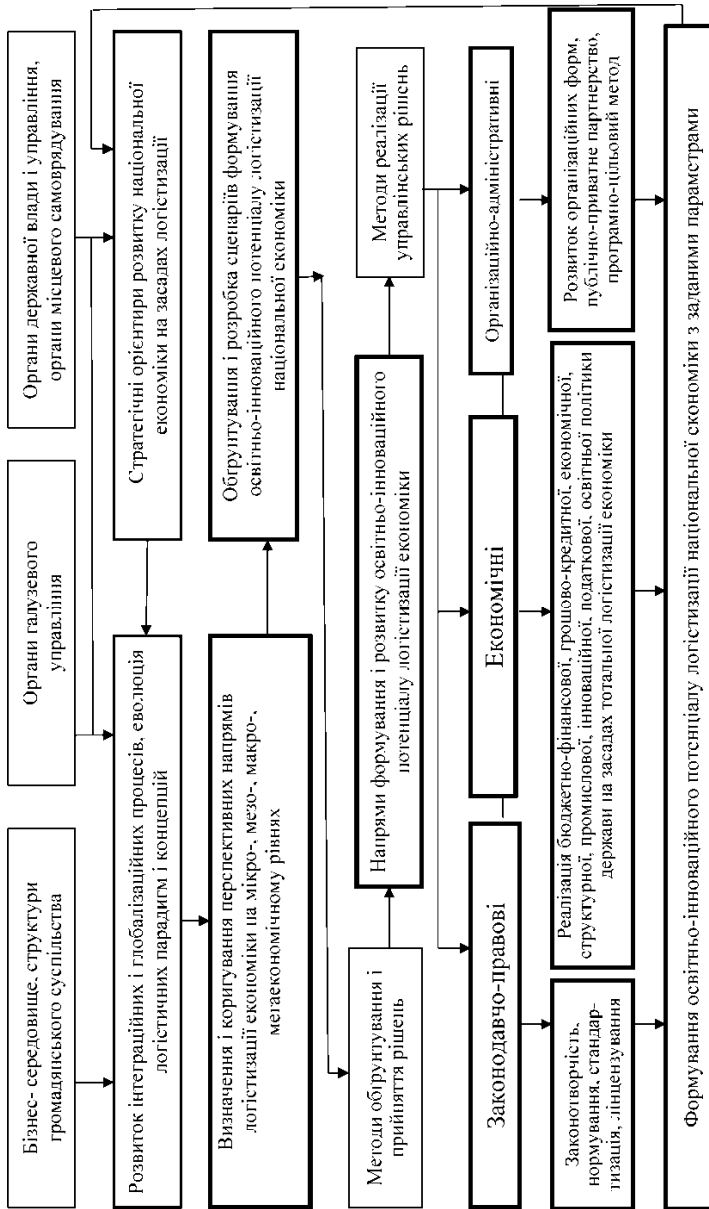 Бізнес- середовище. структури
громадянського суспільства
Органи галузевого
управління
Органи державної влади і управління,
органи місцевого самоврядування
Розвиток інтеграційних і глобалізаційних процесів, еволюція
логістичних парадигм і концепцій
Стратегічні орієнтири розвитку національної
економіки на засадах логістизації
Визначення і коригування перспективних напрямів
логістизації економіки на мікро-, мезо-, макро-,
мегаекономічному рівнях
Обґрунтування і розробка сценаріїв формування
освітньо-інноваційного потенціалу логістизації
національної економіки
Методи обґрунтування і
прийняття рішень
Напрями формування і розвитку освітньо-інноваційного
потенціалу логістизації економіки
Методи реалізації
управлінських рішень
Законодавчо-правові
Економічні
Організаційно-адміністративні
Законотворчість.
нормування, стандар-
тизація, ліцензування
Реалізація бюджетно-фінансової, грошово-кредитної, економічної,
структурної, промислової, інноваційної, податкової, освітньої політики
держави на засадах тотальної логістизації економіки
Розвиток організаційних форм,
публічно-приватне партнерство,
програмно-цільовий метод
Формування освітньо-інноваційного потенціалу логістизації національної економіки з заданими параметрами